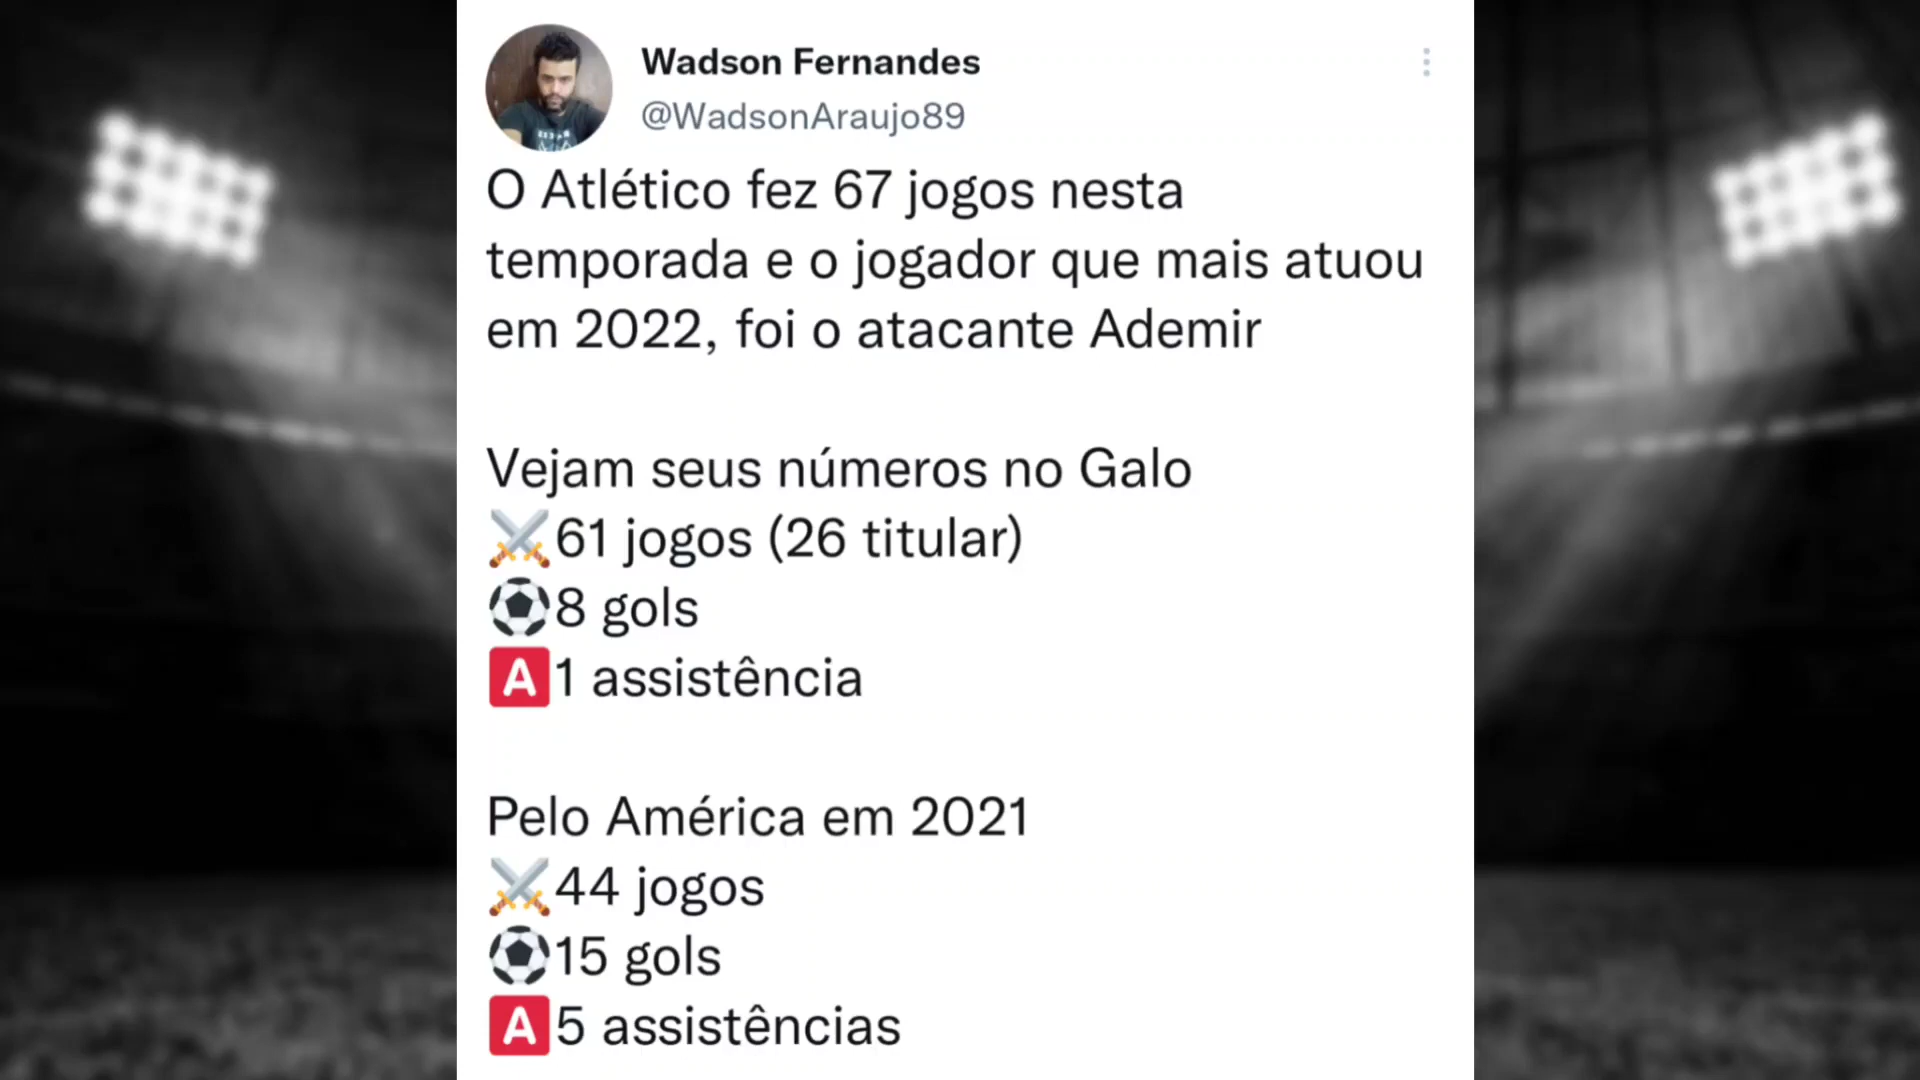 Wadson Fernandes
@WadsonAraujo89
O Atlético fez 67 jogos nesta
temporada e o jogador que mais atuou
em 2022, foi o atacante Ademir
Vejam seus números no Galo
⚔️61 jogos (26 titular)
⚽8 gols
🅰️1 assistência
Pelo América em 2021
⚔️44 jogos
⚽15 gols
🅰️5 assistências